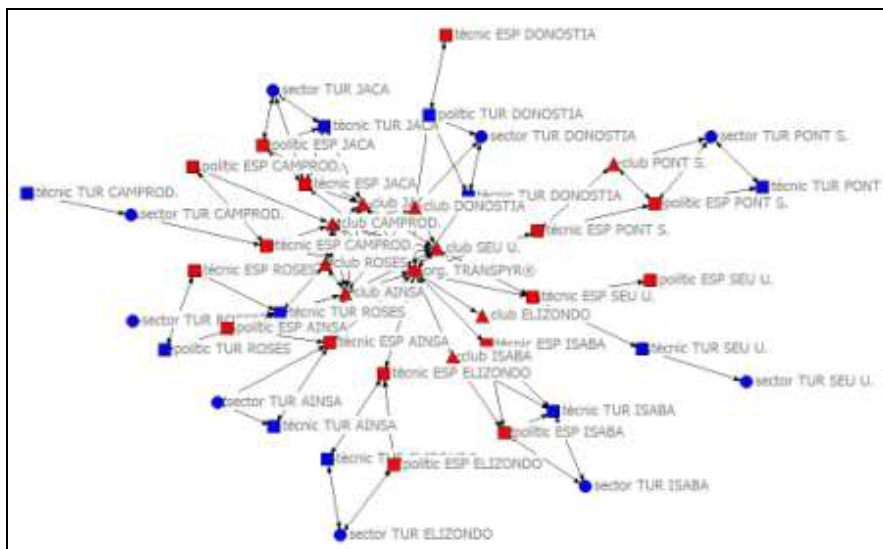 tècnic ESP DONOSTIA
sector TUR JACA
polític TUR DONOSTIA
tècnic TUR JACA
sector TUR DONOSTIA
sector TUR PONT S.
polític ESP JACA
club PONT S.
polític ESP CAMPROD.
tècnic ESP JACA
tècnic TUR PONT
tècnic TUR CAMPROD.
tècnic TUR DONOSTIA
club
club DONOSTIA
polític ESP PONT S.
sector TUR CAMPROD.
club CAMPROD.
tècnic ESP PONT S.
tècnic ESP CAMPROD.
club SEU U.
club ROSES
tècnic ESP ROSES
org. TRANSPYR®
polític ESP SEU U.
club AINSA
tècnic ESP SEU U.
tècnic TUR ROSES
club ELIZONDO
sector TUR
polític ESP AINSA
tècnic ESP AINSA
tècnic ESP ISABA
polític TUR ROSES
tècnic TUR SEU U.
club ISABA
tècnic ESP ELIZONDO
sector TUR SEU U.
sector TUR AINSA
tècnic TUR ISABA
tècnic TUR AINSA
polític ESP ISABA
tècnic TUR
polític ESP ELIZONDO
sector TUR ISABA
sector TUR ELIZONDO